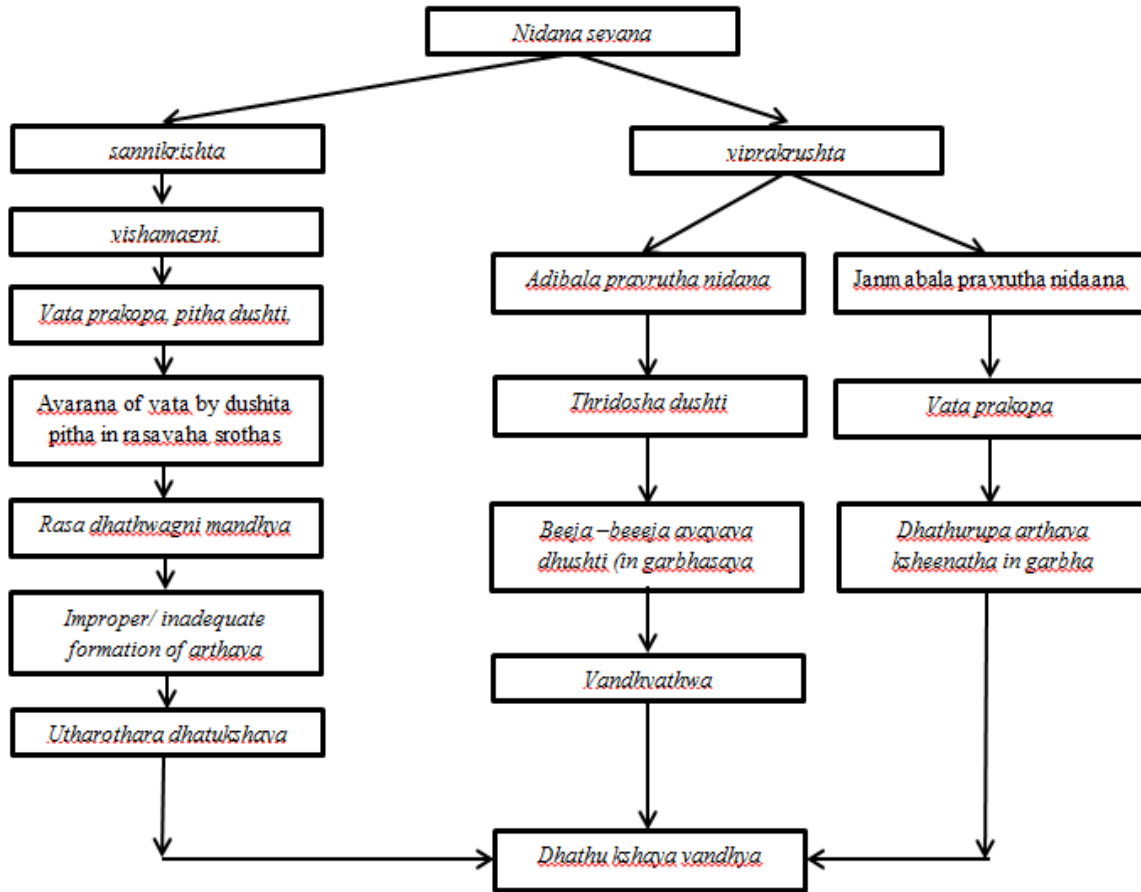 Nidana sevana
sannikrishta
viprakrushta
vishamagni
Adibala pravrutha nidana
Janmabala pravrutha nidaana
Vata prakopa, pitha dushti,
Avarana of vata by dushita
pitha in rasavaha srothas
Thridosha dushti
Vata prakopa
Rasa dhathwagni mandhya
Beeja –beeeja avayava
dhushti (in garbhasaya
Dhathurupa arthava
ksheenatha in garbha
Improper/ inadequate
formation of arthava
Vandhyathwa
Utharothara dhatukshaya
Dhathu kshaya vandhya